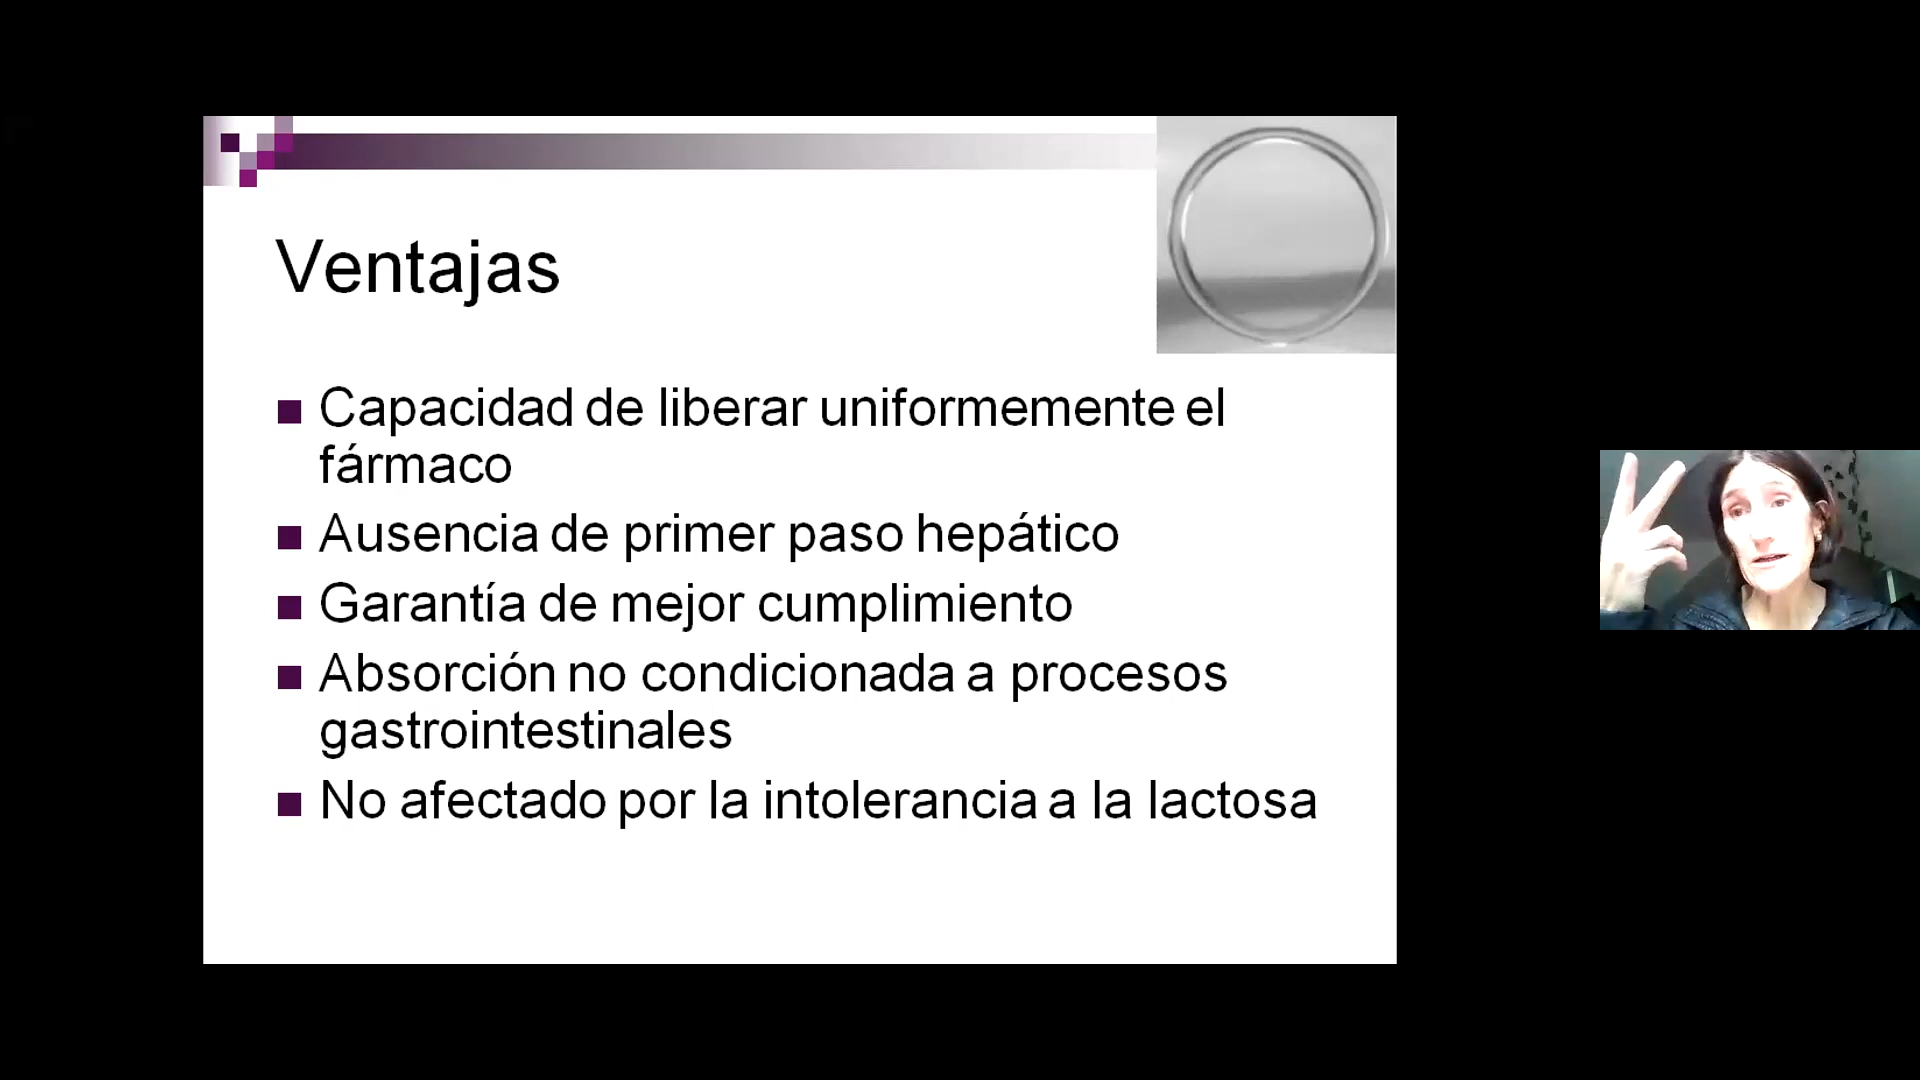 Ventajas
Capacidad de liberar uniformemente el
fármaco
Ausencia de primer paso hepático
Garantía de mejor cumplimiento
Absorción no condicionada a procesos
gastrointestinales
No afectado por la intolerancia a la lactosa